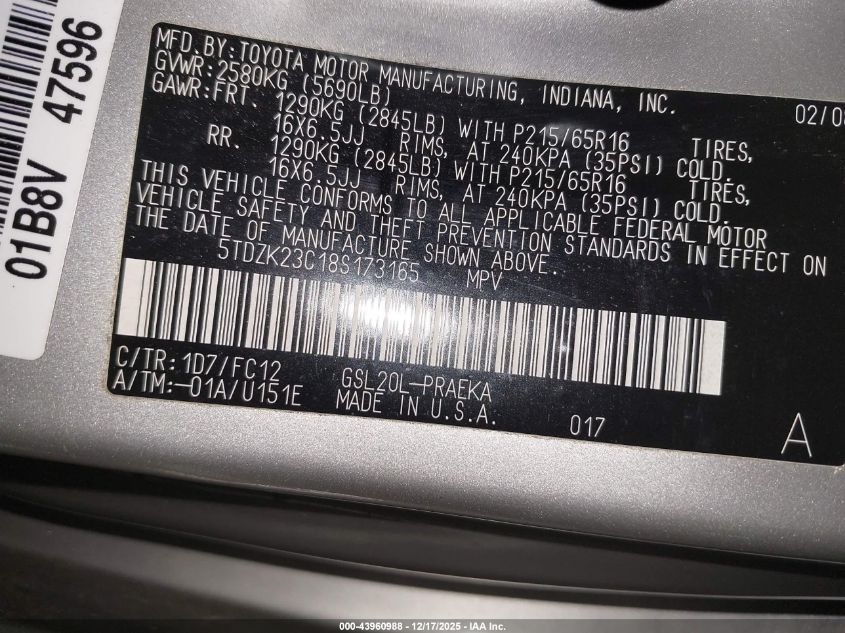 01B8V 47596
MFD. BY: TOYOTA MOTOR MANUFACTURING, INDIANA, INC. 02/08
GVWR: 2580KG (5690LB)
GAWR: FRT. 1290KG (2845LB) WITH P215/65R16 TIRES,
16X6.5JJ RIMS, AT 240KPA (35PSI) COLD.
RR. 1290KG (2845LB) WITH P215/65R16 TIRES,
16X6.5JJ RIMS, AT 240KPA (35PSI) COLD.
THIS VEHICLE CONFORMS TO ALL APPLICABLE FEDERAL MOTOR
VEHICLE SAFETY AND THEFT PREVENTION STANDARDS IN EFFECT ON
THE DATE OF MANUFACTURE SHOWN ABOVE.
5TDZK23C18S173165 MPV
C/TR: 1D7/FC12 GSL20L-PRAEKA
A/TM: -01A/U151E MADE IN U.S.A. 017 A
000-43960988 - 12/17/2025 - IAA Inc.